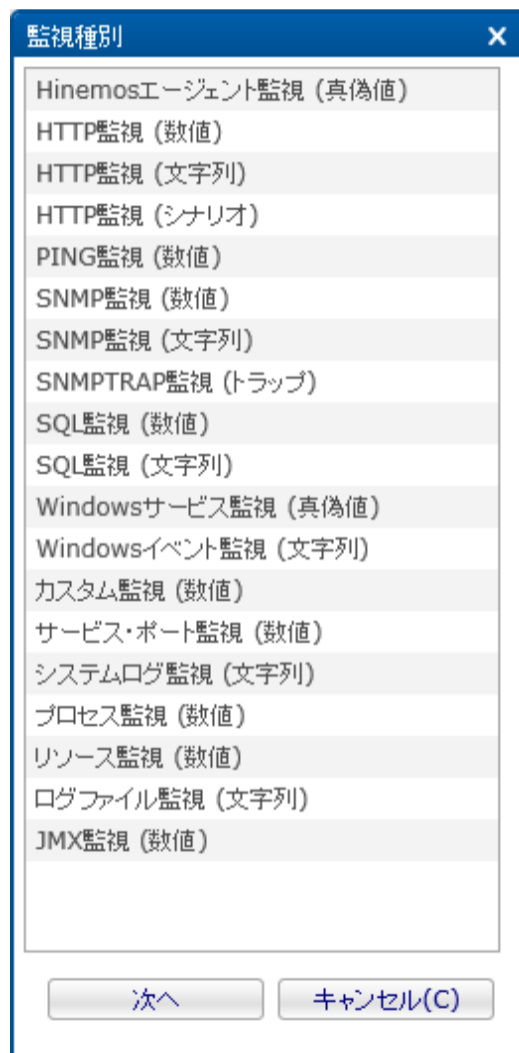 監視種別
Hinemosエージェント監視 (真偽値)
HTTP監視 (数値)
HTTP監視 (文字列)
HTTP監視 (シナリオ)
PING監視 (数値)
SNMP監視 (数値)
SNMP監視 (文字列)
SNMPTRAP監視 (トラップ)
SQL監視 (数値)
SQL監視 (文字列)
Windowsサービス監視 (真偽値)
Windowsイベント監視 (文字列)
カスタム監視 (数値)
サービス・ポート監視 (数値)
システムログ監視 (文字列)
プロセス監視 (数値)
リソース監視 (数値)
ログファイル監視 (文字列)
JMX監視 (数値)
次へ
キャンセル(C)